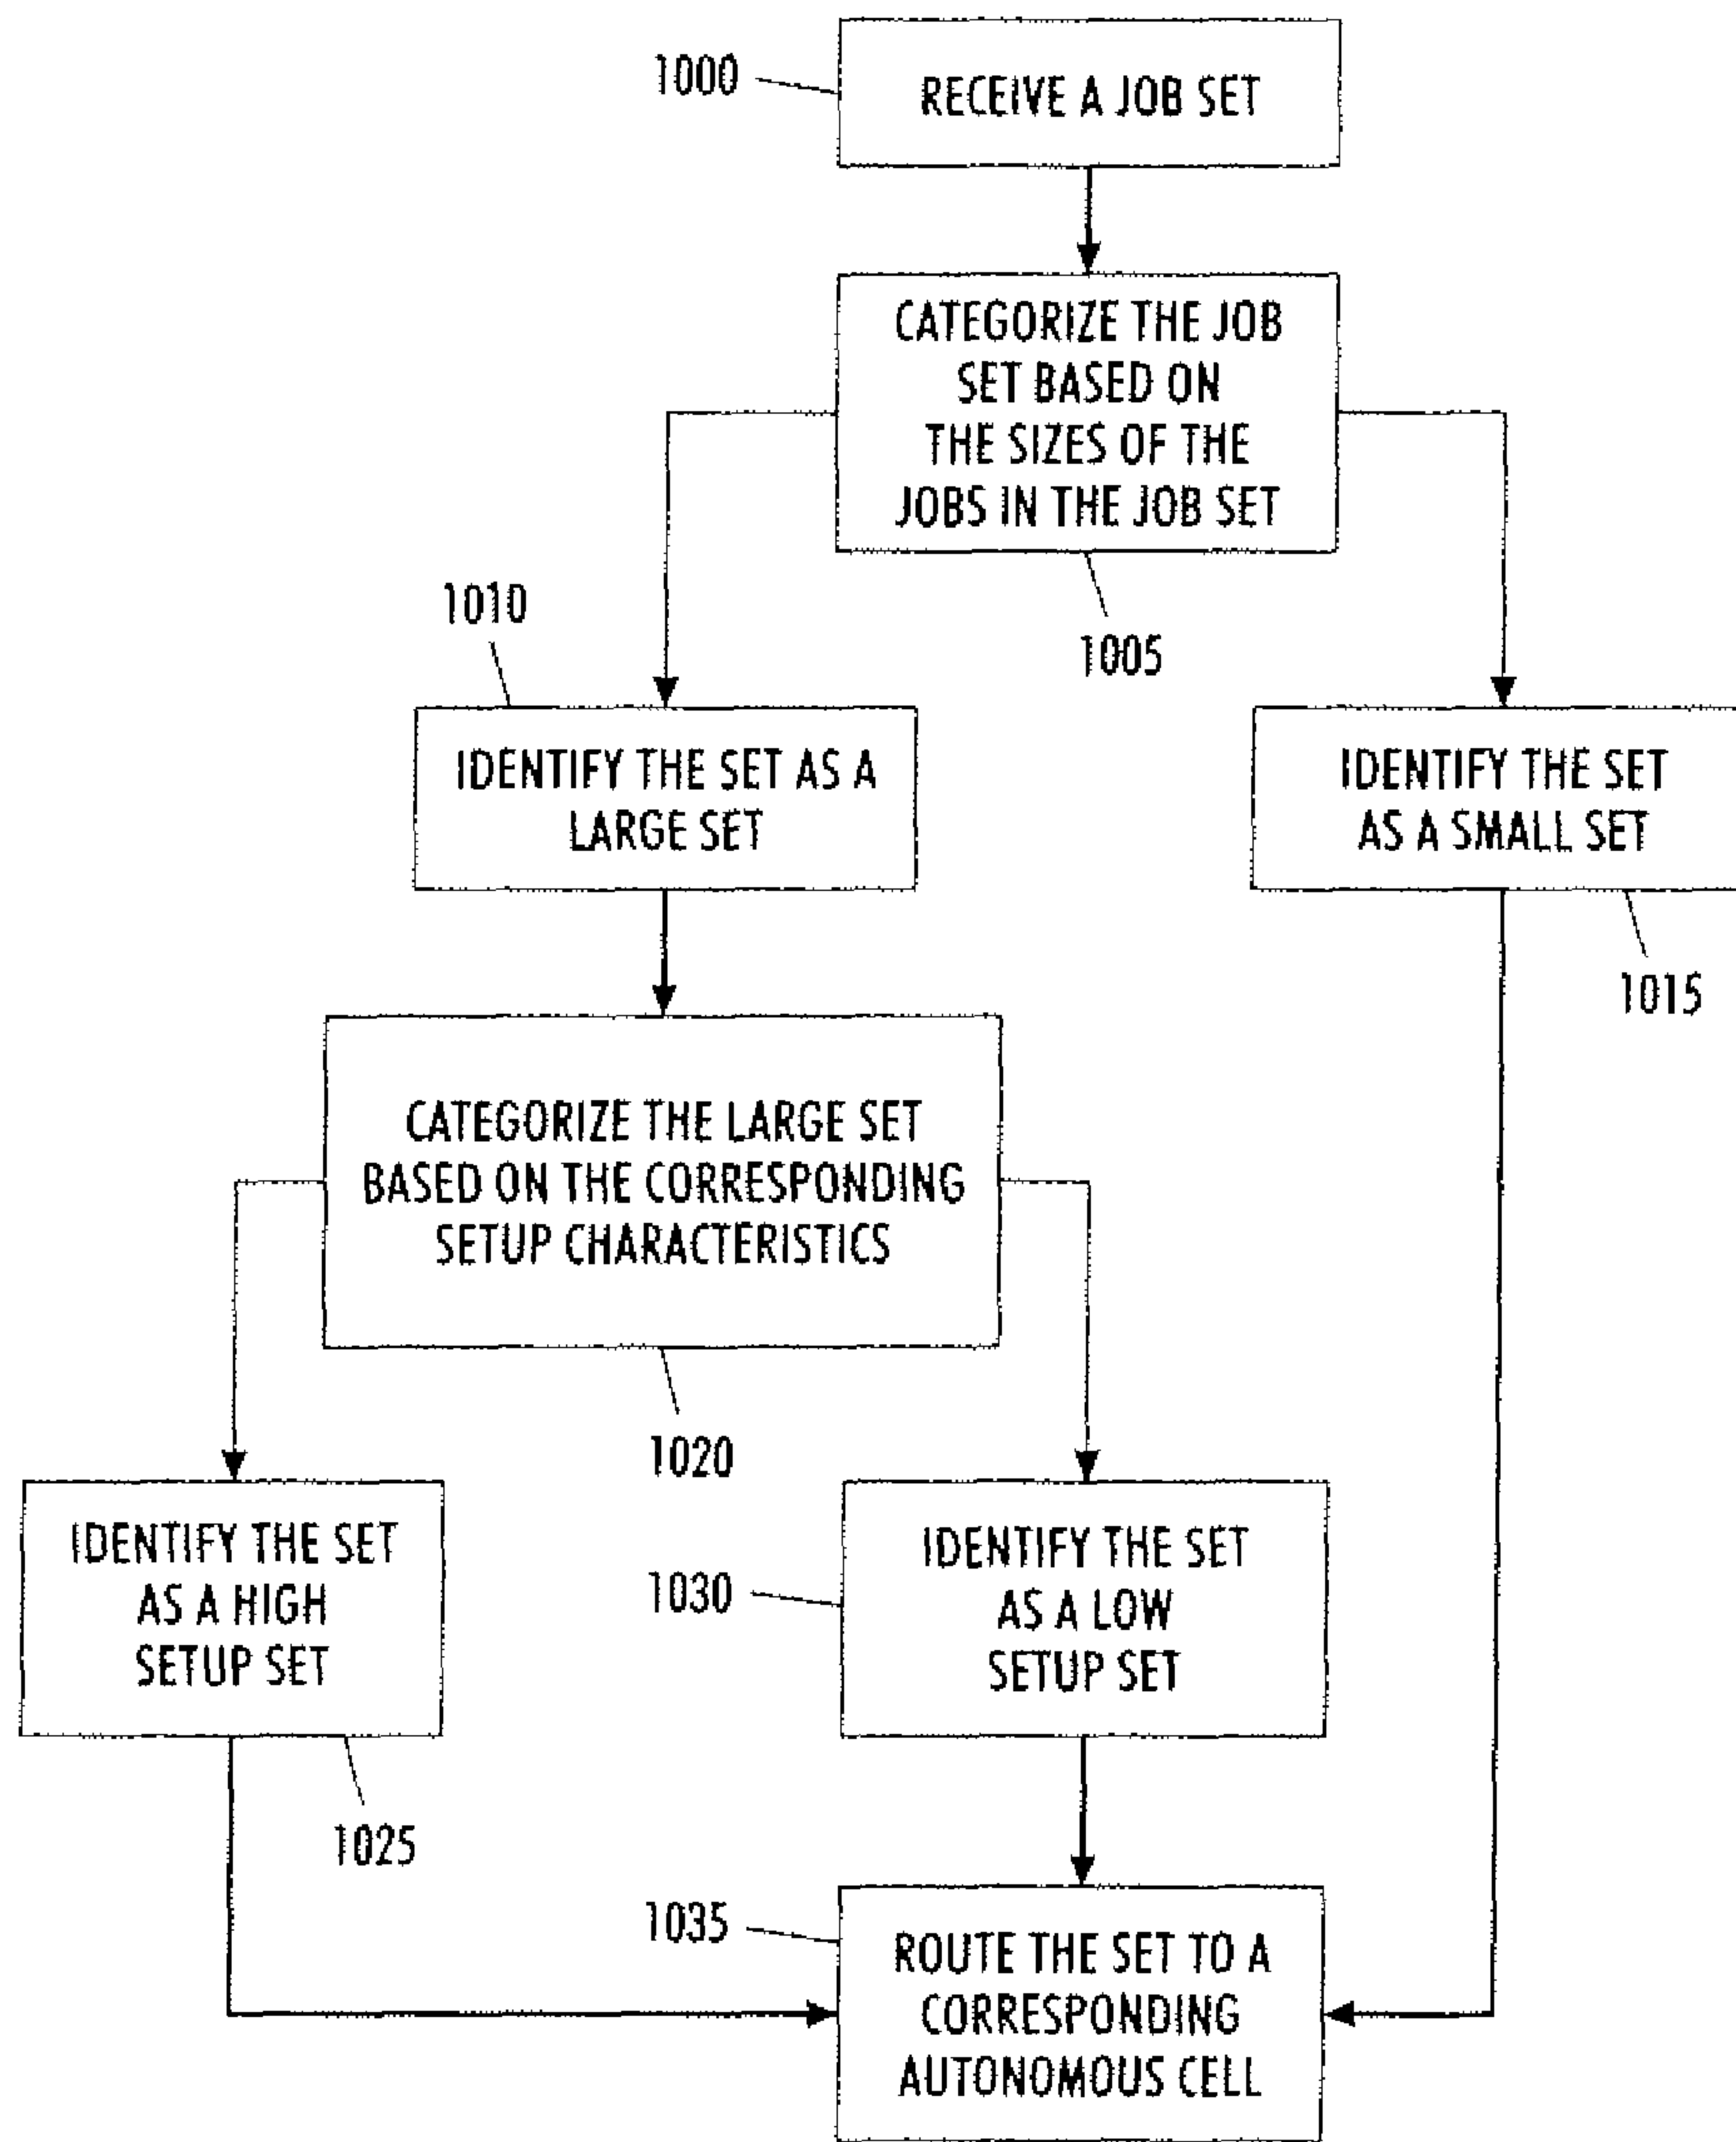 1000
RECEIVE A JOB SET
CATEGORIZE THE JOB
SET BASED ON
THE SIZES OF THE
JOBS IN THE JOB SET
1005
1010
IDENTIFY THE SET AS A
LARGE SET
IDENTIFY THE SET
AS A SMALL SET
1015
CATEGORIZE THE LARGE SET
BASED ON THE CORRESPONDING
SETUP CHARACTERISTICS
1020
IDENTIFY THE SET
AS A HIGH
SETUP SET
1025
1030
IDENTIFY THE SET
AS A LOW
SETUP SET
1035
ROUTE THE SET TO A
CORRESPONDING
AUTONOMOUS CELL